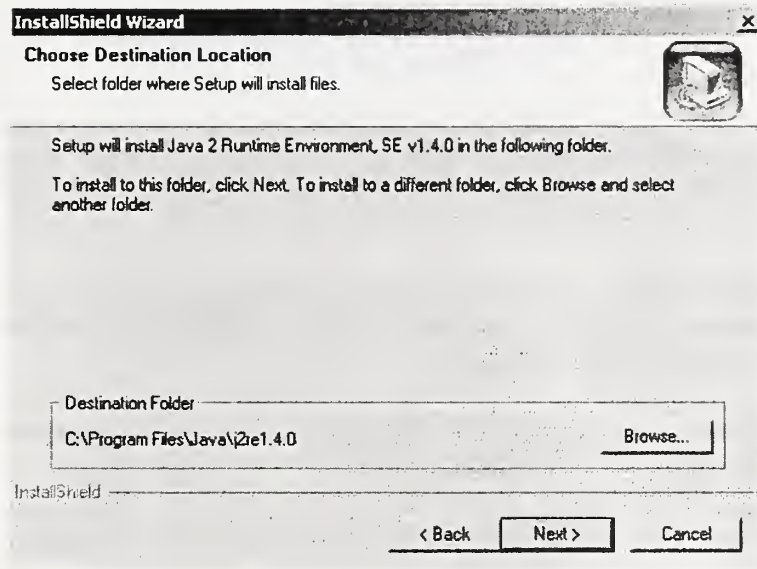 InstallShield Wizard
Choose Destination Location
Select folder where Setup will install files.
Setup will install Java 2 Runtime Environment, SE v1.4.0 in the following folder.
To install to this folder, click Next. To install to a different folder, click Browse and select
another folder.
Destination Folder
C:\Program Files\Java\j2re1.4.0
Browse...
InstallShield
< Back
Next >
Cancel